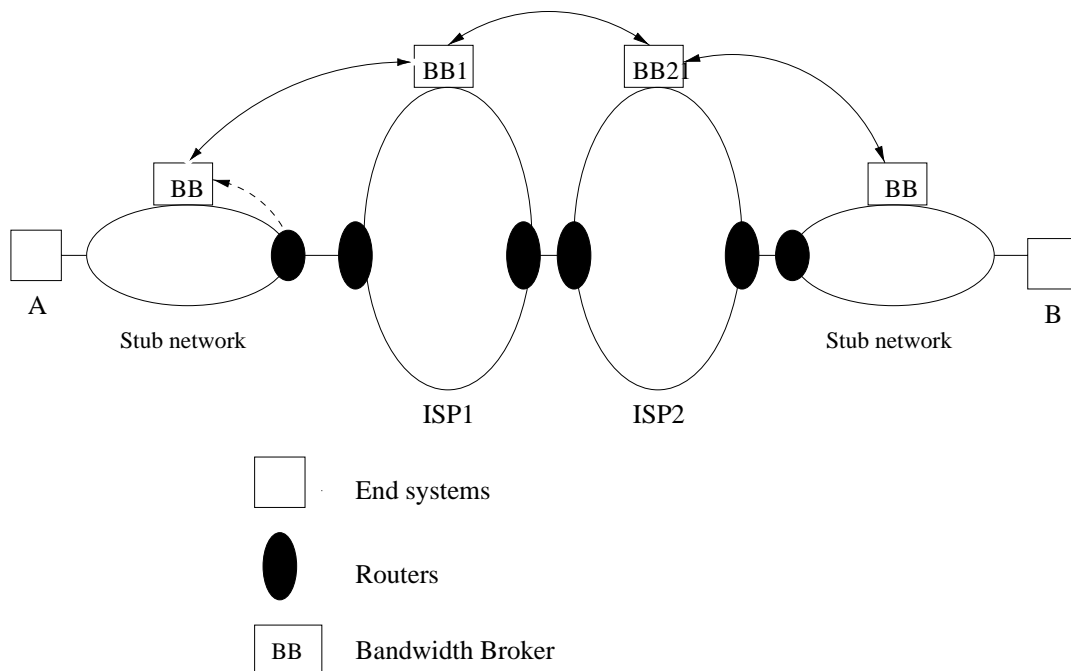 BB1
BB21
BB
BB
A
B
Stub network
Stub network
ISP1
ISP2
End systems
Routers
BB
Bandwidth Broker